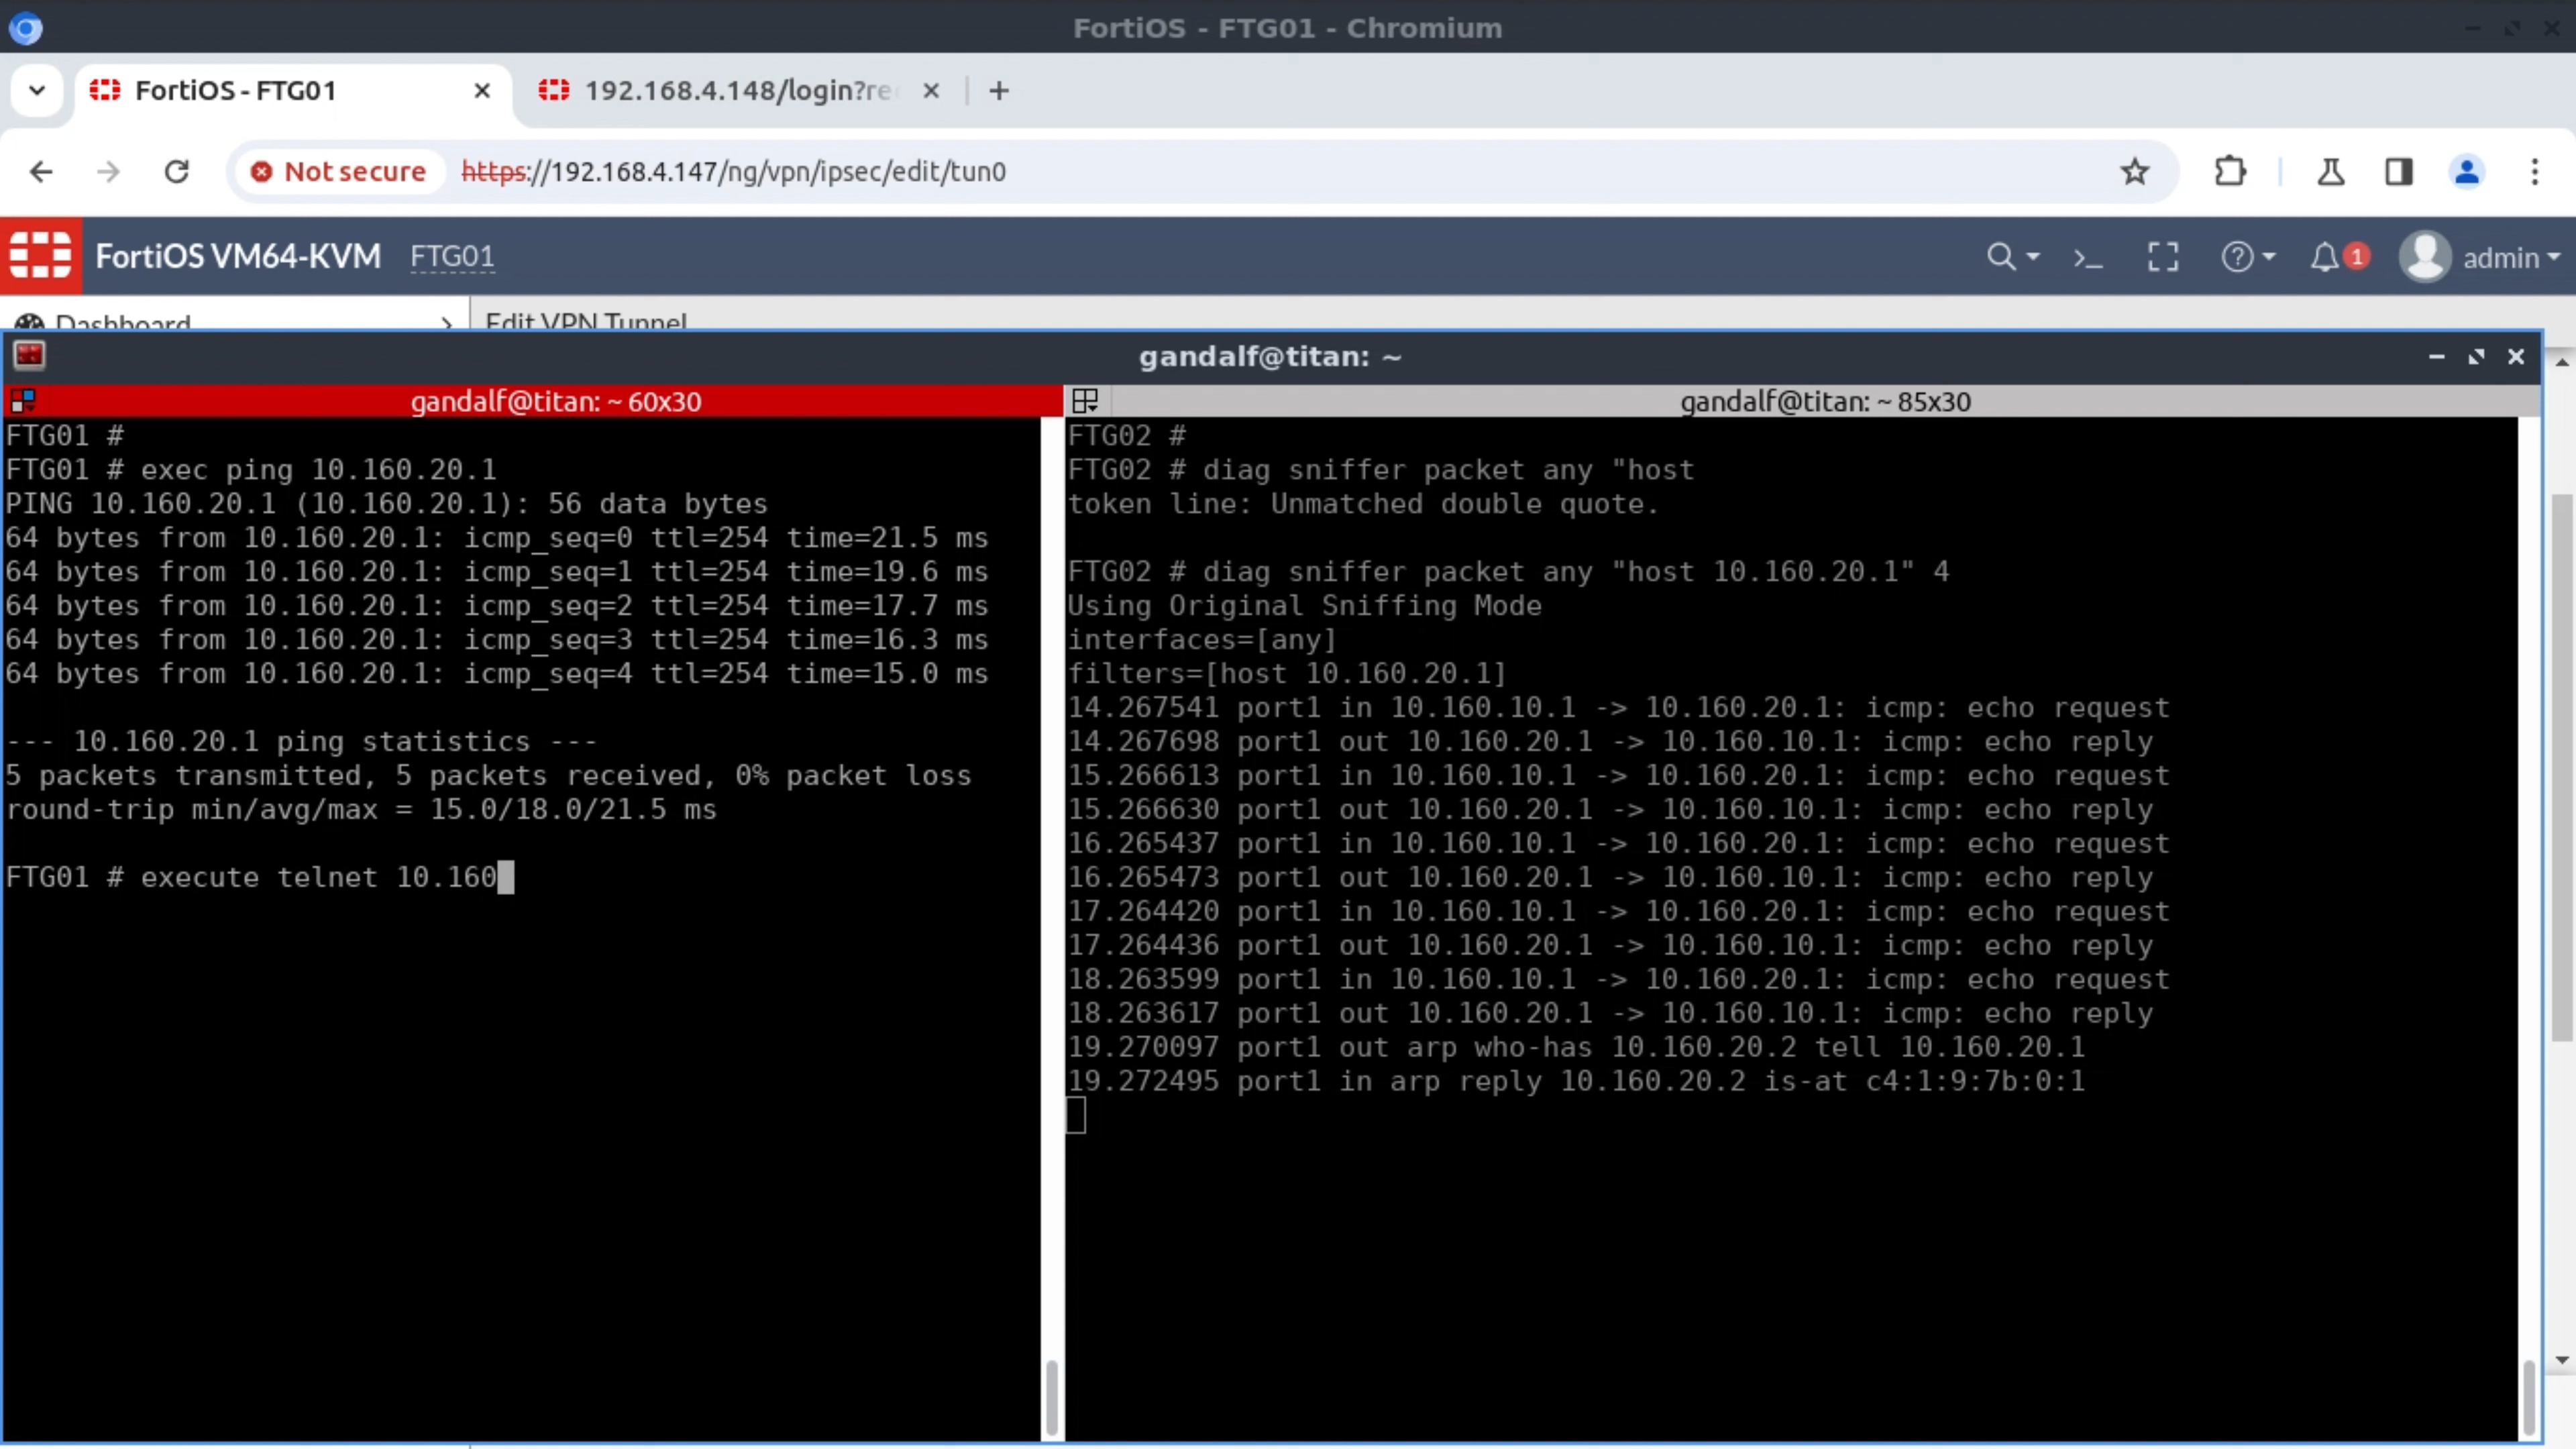 FortiOS - FTG01 - Chromium
FortiOS - FTG01
192.168.4.148/login?re
Not secure
https://192.168.4.147/ng/vpn/ipsec/edit/tun0
FortiOS VM64-KVM FTG01
1
admin
Dashboard
Edit VPN Tunnel
gandalf@titan: ~
gandalf@titan: ~ 60x30
FTG01 #
FTG01 # exec ping 10.160.20.1
PING 10.160.20.1 (10.160.20.1): 56 data bytes
64 bytes from 10.160.20.1: icmp_seq=0 ttl=254 time=21.5 ms
64 bytes from 10.160.20.1: icmp_seq=1 ttl=254 time=19.6 ms
64 bytes from 10.160.20.1: icmp_seq=2 ttl=254 time=17.7 ms
64 bytes from 10.160.20.1: icmp_seq=3 ttl=254 time=16.3 ms
64 bytes from 10.160.20.1: icmp_seq=4 ttl=254 time=15.0 ms
--- 10.160.20.1 ping statistics ---
5 packets transmitted, 5 packets received, 0% packet loss
round-trip min/avg/max = 15.0/18.0/21.5 ms
FTG01 # execute telnet 10.160
gandalf@titan: ~ 85x30
FTG02 #
FTG02 # diag sniffer packet any "host
token line: Unmatched double quote.
FTG02 # diag sniffer packet any "host 10.160.20.1" 4
Using Original Sniffing Mode
interfaces=[any]
filters=[host 10.160.20.1]
14.267541 port1 in 10.160.10.1 -> 10.160.20.1: icmp: echo request
14.267698 port1 out 10.160.20.1 -> 10.160.10.1: icmp: echo reply
15.266613 port1 in 10.160.10.1 -> 10.160.20.1: icmp: echo request
15.266630 port1 out 10.160.20.1 -> 10.160.10.1: icmp: echo reply
16.265437 port1 in 10.160.10.1 -> 10.160.20.1: icmp: echo request
16.265473 port1 out 10.160.20.1 -> 10.160.10.1: icmp: echo reply
17.264420 port1 in 10.160.10.1 -> 10.160.20.1: icmp: echo request
17.264436 port1 out 10.160.20.1 -> 10.160.10.1: icmp: echo reply
18.263599 port1 in 10.160.10.1 -> 10.160.20.1: icmp: echo request
18.263617 port1 out 10.160.20.1 -> 10.160.10.1: icmp: echo reply
19.270097 port1 out arp who-has 10.160.20.2 tell 10.160.20.1
19.272495 port1 in arp reply 10.160.20.2 is-at c4:1:9:7b:0:1